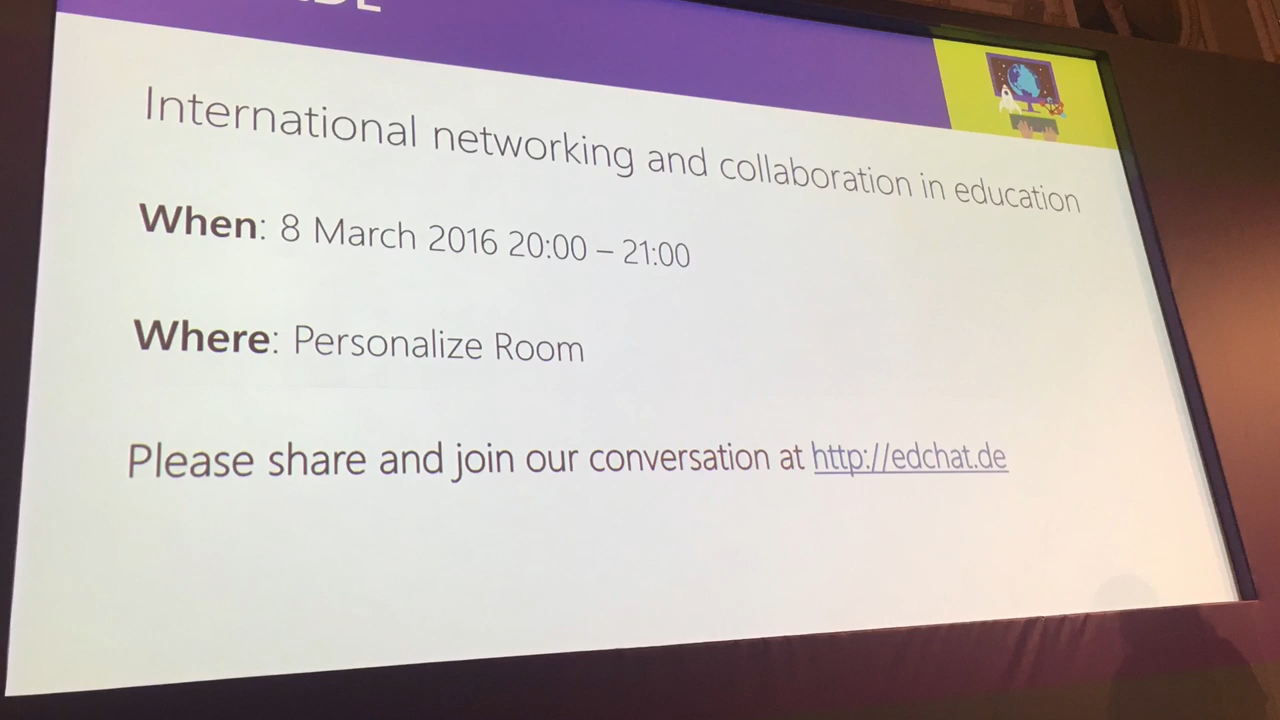 International networking and collaboration in education
When: 8 March 2016 20:00 – 21:00
Where: Personalize Room
Please share and join our conversation at http://edchat.de